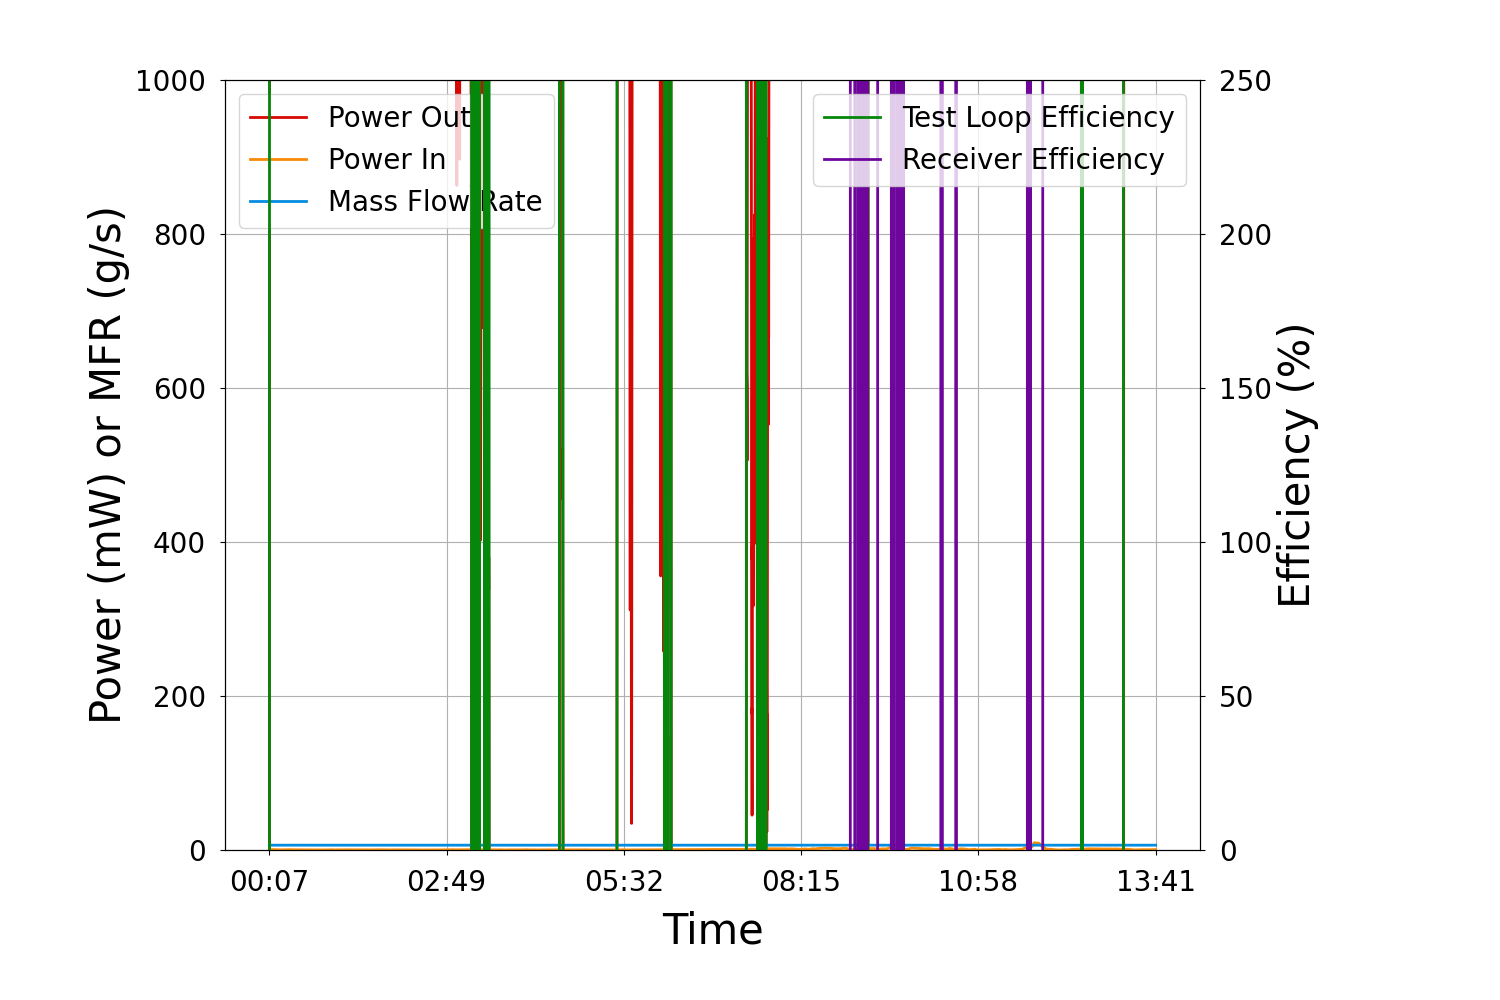 1000
800
600
400
200
0
Power (mW) or MFR (g/s)
Power Out
Power In
Mass Flow Rate
Test Loop Efficiency
Receiver Efficiency
250
200
150
100
50
0
Efficiency (%)
00:07 02:49 05:32 08:15 10:58 13:41
Time